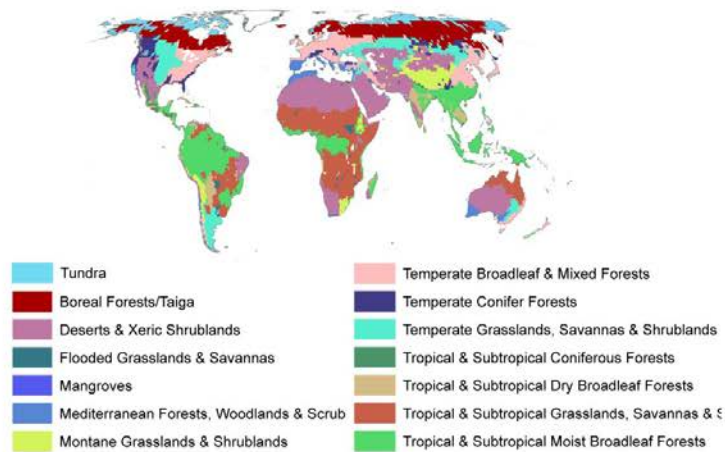 Tundra
Boreal Forests/Taiga
Deserts & Xeric Shrublands
Flooded Grasslands & Savannas
Mangroves
Mediterranean Forests, Woodlands & Scrub
Montane Grasslands & Shrublands
Temperate Broadleaf & Mixed Forests
Temperate Conifer Forests
Temperate Grasslands, Savannas & Shrublands
Tropical & Subtropical Coniferous Forests
Tropical & Subtropical Dry Broadleaf Forests
Tropical & Subtropical Grasslands, Savannas & S
Tropical & Subtropical Moist Broadleaf Forests